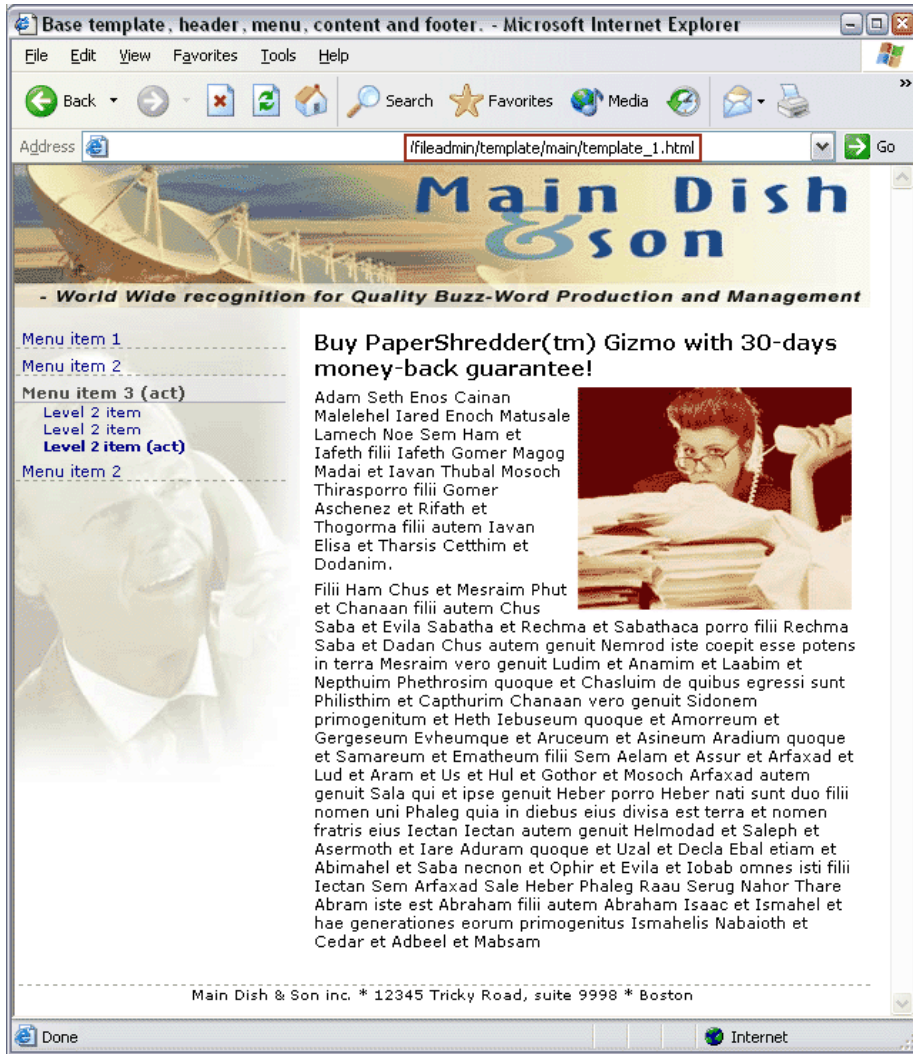 Base template, header, menu, content and footer. - Microsoft Internet Explorer
File Edit View Favorites Tools Help
Back Search Favorites Media
Address /fileadmin/template/main/template_1.html Go
Main Dish
& son
- World Wide recognition for Quality Buzz-Word Production and Management
Menu item 1
Menu item 2
Menu item 3 (act)
Level 2 item
Level 2 item
Level 2 item (act)
Menu item 2
Buy PaperShredder(tm) Gizmo with 30-days
money-back guarantee!
Adam Seth Enos Cainan
Malelehel Iared Enoch Matusale
Lamech Noe Sem Ham et
Iafeth filii Iafeth Gomer Magog
Madai et Iavan Thubal Mosoch
Thirasporro filii Gomer
Aschenez et Rifath et
Thogorma filii autem Iavan
Elisa et Tharsis Cetthim et
Dodanim.
Filii Ham Chus et Mesraim Phut
et Chanaan filii autem Chus
Saba et Evila Sabatha et Rechma et Sabathaca porro filii Rechma
Saba et Dadan Chus autem genuit Nemrod iste coepit esse potens
in terra Mesraim vero genuit Ludim et Anamim et Laabim et
Nepthuim Phethrosim quoque et Chasluim de quibus egressi sunt
Philisthim et Capthurim Chanaan vero genuit Sidonem
primogenitum et Heth Iebuseum quoque et Amorreum et
Gergeseum Evheumque et Aruceum et Asineum Aradium quoque
et Samareum et Ematheum filii Sem Aelam et Assur et Arfaxad et
Lud et Aram et Us et Hul et Gothor et Mosoch Arfaxad autem
genuit Sala qui et ipse genuit Heber porro Heber nati sunt duo filii
nomen uni Phaleg quia in diebus eius divisa est terra et nomen
fratris eius Iectan Iectan autem genuit Helmodad et Saleph et
Asermoth et Iare Aduram quoque et Uzal et Decla Ebal etiam et
Abimahel et Saba necnon et Ophir et Evila et Iobab omnes isti filii
Iectan Sem Arfaxad Sale Heber Phaleg Raau Serug Nahor Thare
Abram iste est Abraham filii autem Abraham Isaac et Ismahel et
hae generationes eorum primogenitus Ismahelis Nabaioth et
Cedar et Adbeel et Mabsam
Main Dish & Son inc. * 12345 Tricky Road, suite 9998 * Boston
Done Internet